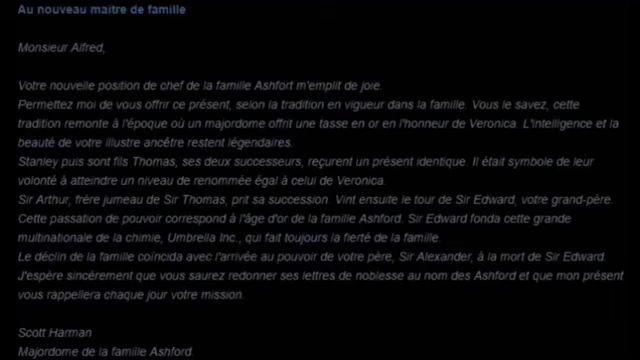 Au nouveau maitre de famille
Monsieur Alfred,
Votre nouvelle position de chef de la famille Ashfort m'emplit de joie.
Permettez moi de vous offrir ce présent, selon la tradition en vigueur dans la famille. Vous le savez, cette
tradition remonte à l'époque où un majordome offrit une tasse en or en l'honneur de Veronica. L'intelligence et la
beauté de votre illustre ancêtre restent légendaires.
Stanley puis sont fils Thomas, ses deux successeurs, reçurent un présent identique. Il était symbole de leur
volonté à atteindre un niveau de renommée égal à celui de Veronica.
Sir Arthur, frère jumeau de Sir Thomas, prit sa succession. Vint ensuite le tour de Sir Edward, votre grand-père.
Cette passation de pouvoir correspond à l'âge d'or de la famille Ashford. Sir Edward fonda cette grande
multinationale de la chimie, Umbrella Inc., qui fait toujours la fierté de la famille.
Le déclin de la famille coïncida avec l'arrivée au pouvoir de votre père, Sir Alexander, à la mort de Sir Edward.
J'espère sincèrement que vous saurez redonner ses lettres de noblesse au nom des Ashford et que mon présent
vous rappellera chaque jour votre mission.
Scott Harman
Majordome de la famille Ashford